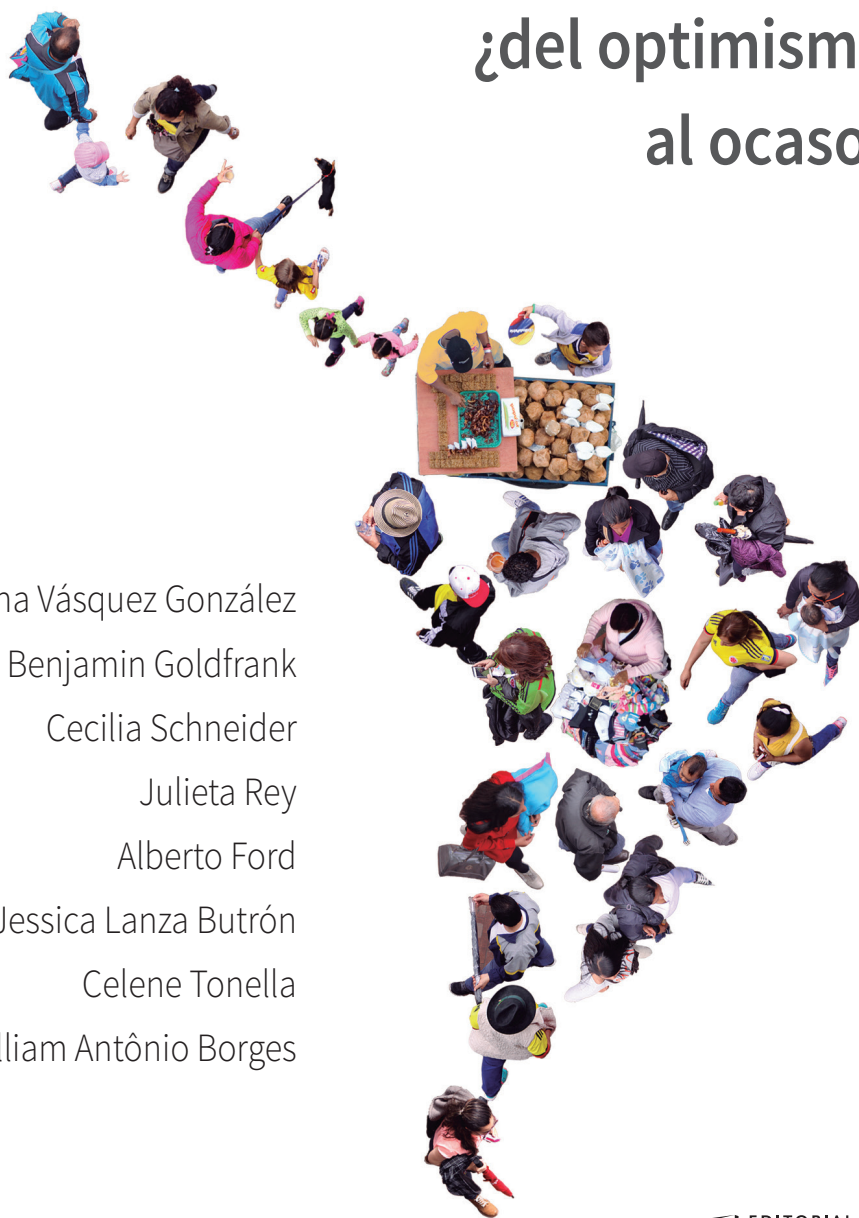 ¿del optimism
al ocaso
na Vásquez González
Benjamin Goldfrank
Cecilia Schneider
Julieta Rey
Alberto Ford
Jessica Lanza Butrón
Celene Tonella
lliam Antônio Borges
EDITORIAL